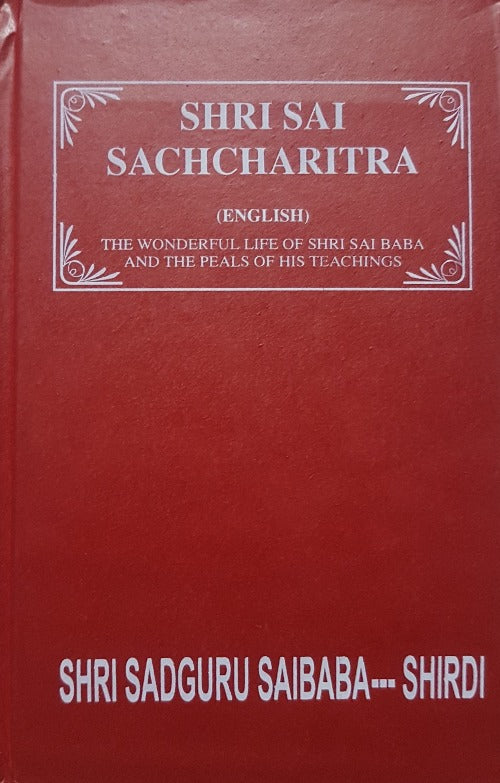 SHRI SAI
SACHCHARITRA
(ENGLISH)
THE WONDERFUL LIFE OF SHRI SAI BABA
AND THE PEALS OF HIS TEACHINGS
SHRI SADGURU SAIBABA--- SHIRDI